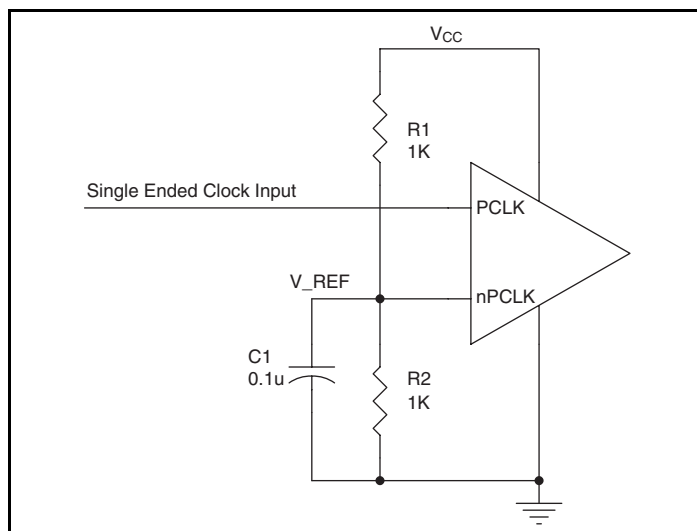 VCC
R1
1K
Single Ended Clock Input
PCLK
V_REF
nPCLK
C1
0.1u
R2
1K